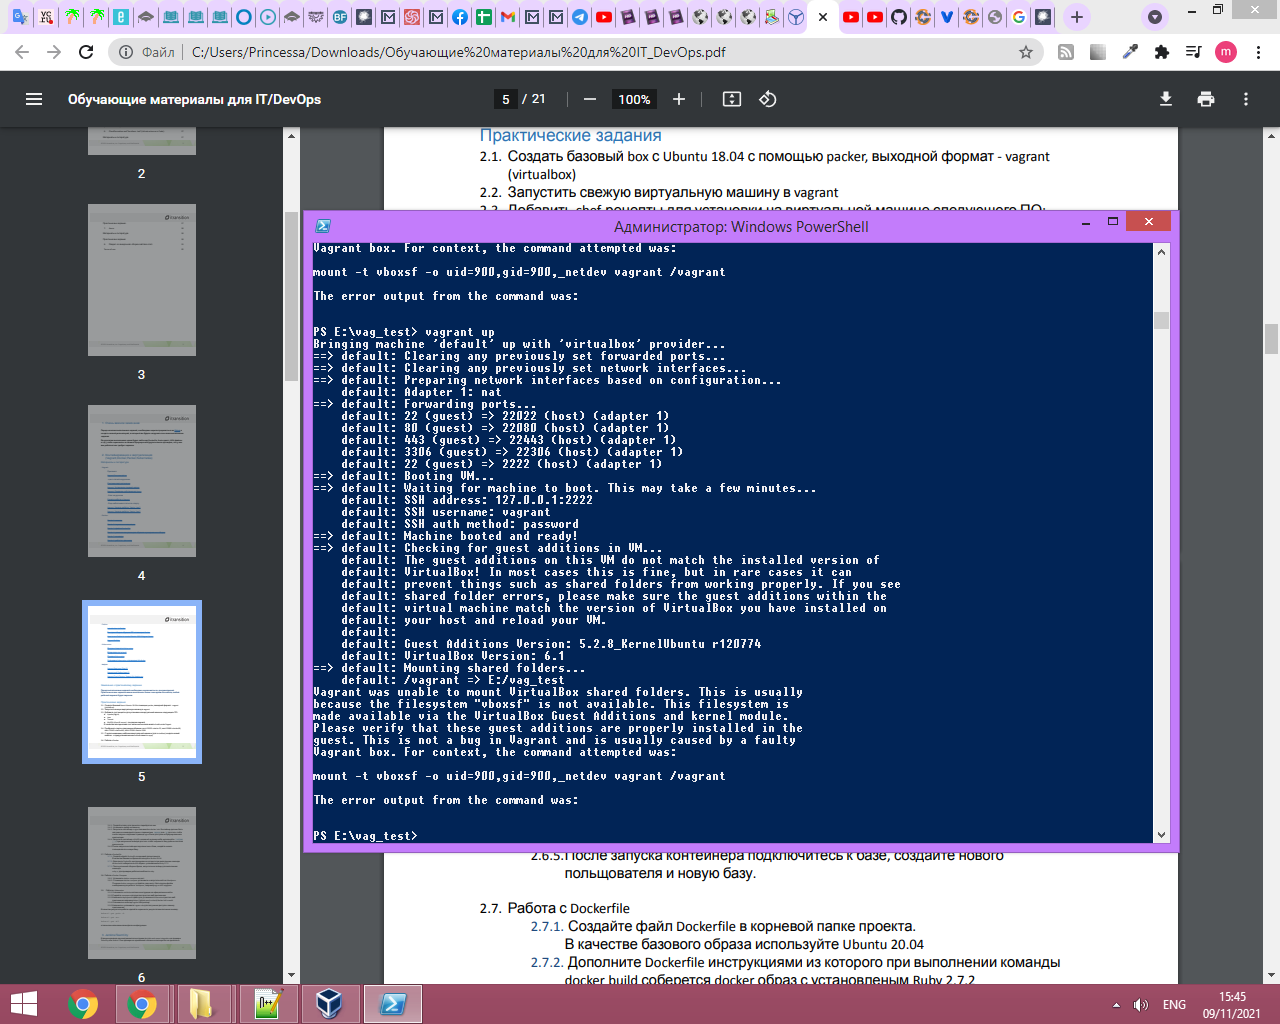 Файл
C:/Users/Princessa/Downloads/Обучающие%20материалы%20для%20IT_DevOps.pdf
m
Обучающие материалы для IT/DevOps
5 / 21
100%
2
3
4
5
6
Практические задания
2.1. Создать базовый box с Ubuntu 18.04 с помощью packer, выходной формат - vagrant
(virtualbox)
2.2. Запустить свежую виртуальную машину в vagrant
Администратор: Windows PowerShell
Vagrant box. For context, the command attempted was:
mount -t vboxsf -o uid=900,gid=900,_netdev vagrant /vagrant
The error output from the command was:
PS E:\vag_test> vagrant up
Bringing machine 'default' up with 'virtualbox' provider...
==> default: Clearing any previously set forwarded ports...
==> default: Clearing any previously set network interfaces...
==> default: Preparing network interfaces based on configuration...
default: Adapter 1: nat
==> default: Forwarding ports...
default: 22 (guest) => 22022 (host) (adapter 1)
default: 80 (guest) => 22080 (host) (adapter 1)
default: 443 (guest) => 22443 (host) (adapter 1)
default: 3306 (guest) => 22306 (host) (adapter 1)
default: 22 (guest) => 2222 (host) (adapter 1)
==> default: Booting VM...
==> default: Waiting for machine to boot. This may take a few minutes...
default: SSH address: 127.0.0.1:2222
default: SSH username: vagrant
default: SSH auth method: password
==> default: Machine booted and ready!
==> default: Checking for guest additions in VM...
default: The guest additions on this VM do not match the installed version of
default: VirtualBox! In most cases this is fine, but in rare cases it can
default: prevent things such as shared folders from working properly. If you see
default: shared folder errors, please make sure the guest additions within the
default: virtual machine match the version of VirtualBox you have installed on
default: your host and reload your VM.
default:
default: Guest Additions Version: 5.2.8_KernelUbuntu r120774
default: VirtualBox Version: 6.1
==> default: Mounting shared folders...
default: /vagrant => E:/vag_test
Vagrant was unable to mount VirtualBox shared folders. This is usually
because the filesystem "vboxsf" is not available. This filesystem is
made available via the VirtualBox Guest Additions and kernel module.
Please verify that these guest additions are properly installed in the
guest. This is not a bug in Vagrant and is usually caused by a faulty
Vagrant box. For context, the command attempted was:
mount -t vboxsf -o uid=900,gid=900,_netdev vagrant /vagrant
The error output from the command was:
PS E:\vag_test>
2.6.5. После запуска контейнера подключитесь к базе, создайте нового
пользователя и новую базу.
2.7. Работа с Dockerfile
2.7.1. Создайте файл Dockerfile в корневой папке проекта.
В качестве базового образа используйте Ubuntu 20.04
2.7.2. Дополните Dockerfile инструкциями из которого при выполнении команды
docker build соберется docker образ с установленым Ruby 2.7.2
ENG
15:45
09/11/2021